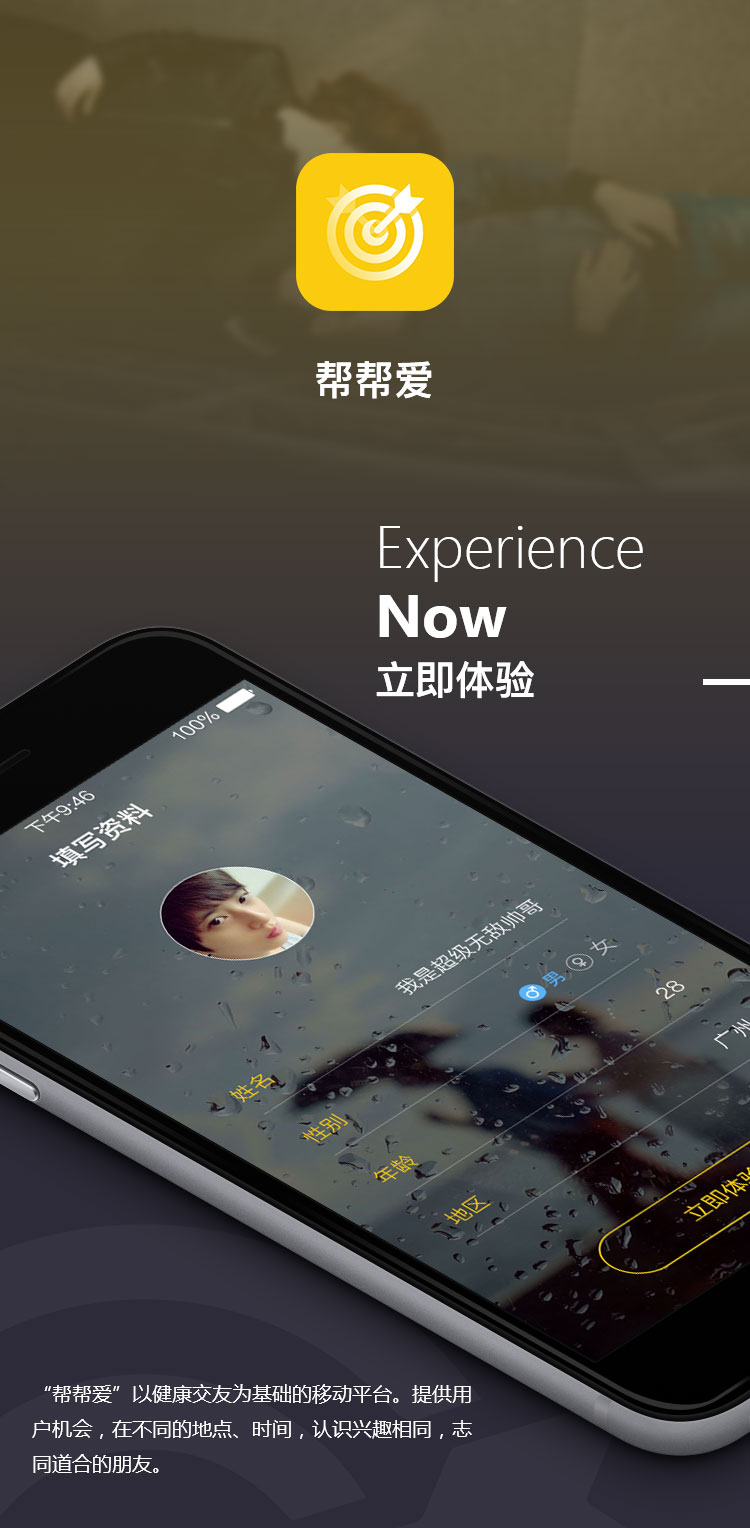 帮帮爱
Experience
Now
立即体验
100%
下午9:46
填写资料
我是超级无敌帅哥
姓名
男 女
性别
28
年龄
广州
地区
立即体验
“帮帮爱”以健康交友为基础的移动平台。提供用
户机会，在不同的地点、时间，认识兴趣相同，志
同道合的朋友。